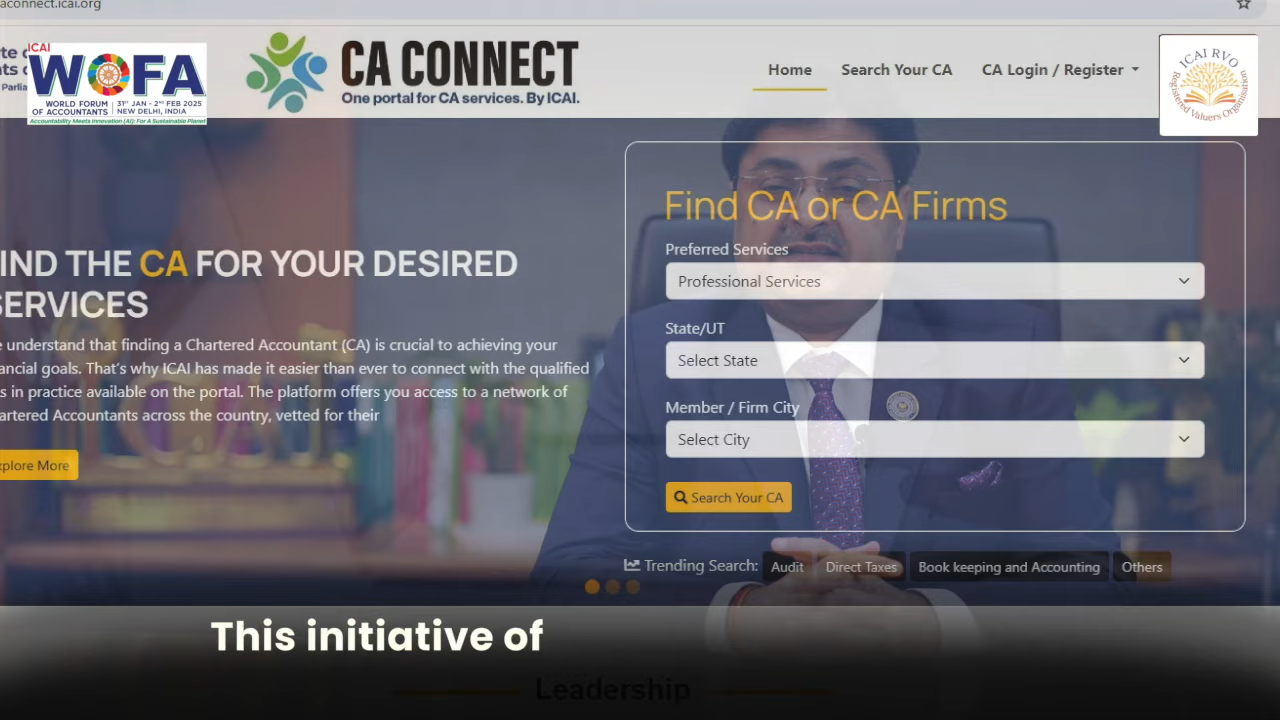 aconnect.icai.org
ICAI
WOFA
WORLD FORUM OF ACCOUNTANTS
31ST JAN - 2ND FEB 2025
NEW DELHI, INDIA
Accountability Meets Innovation (AI): For A Sustainable Planet
CA CONNECT
One portal for CA services. By ICAI.
Home
Search Your CA
CA Login / Register
ICAI RVO
Registered Valuers Organisation
IND THE CA FOR YOUR DESIRED
SERVICES
e understand that finding a Chartered Accountant (CA) is crucial to achieving your
ancial goals. That's why ICAI has made it easier than ever to connect with the qualified
s in practice available on the portal. The platform offers you access to a network of
artered Accountants across the country, vetted for their
xplore More
Find CA or CA Firms
Preferred Services
Professional Services
State/UT
Select State
Member / Firm City
Select City
Search Your CA
Trending Search: Audit Direct Taxes Book keeping and Accounting Others
This initiative of
Leadership